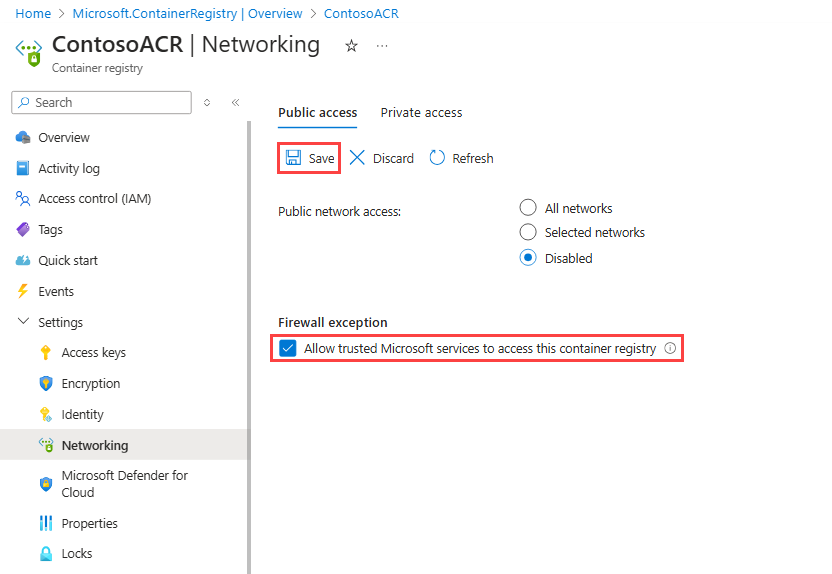 Home > Microsoft.ContainerRegistry | Overview > ContosoACR
ContosoACR | Networking ☆ ...
Container registry
Search
Overview
Activity log
Access control (IAM)
Tags
Quick start
Events
Settings
Access keys
Encryption
Identity
Networking
Microsoft Defender for
Cloud
Properties
Locks
Public access Private access
Save Discard Refresh
Public network access:
All networks
Selected networks
Disabled
Firewall exception
Allow trusted Microsoft services to access this container registry